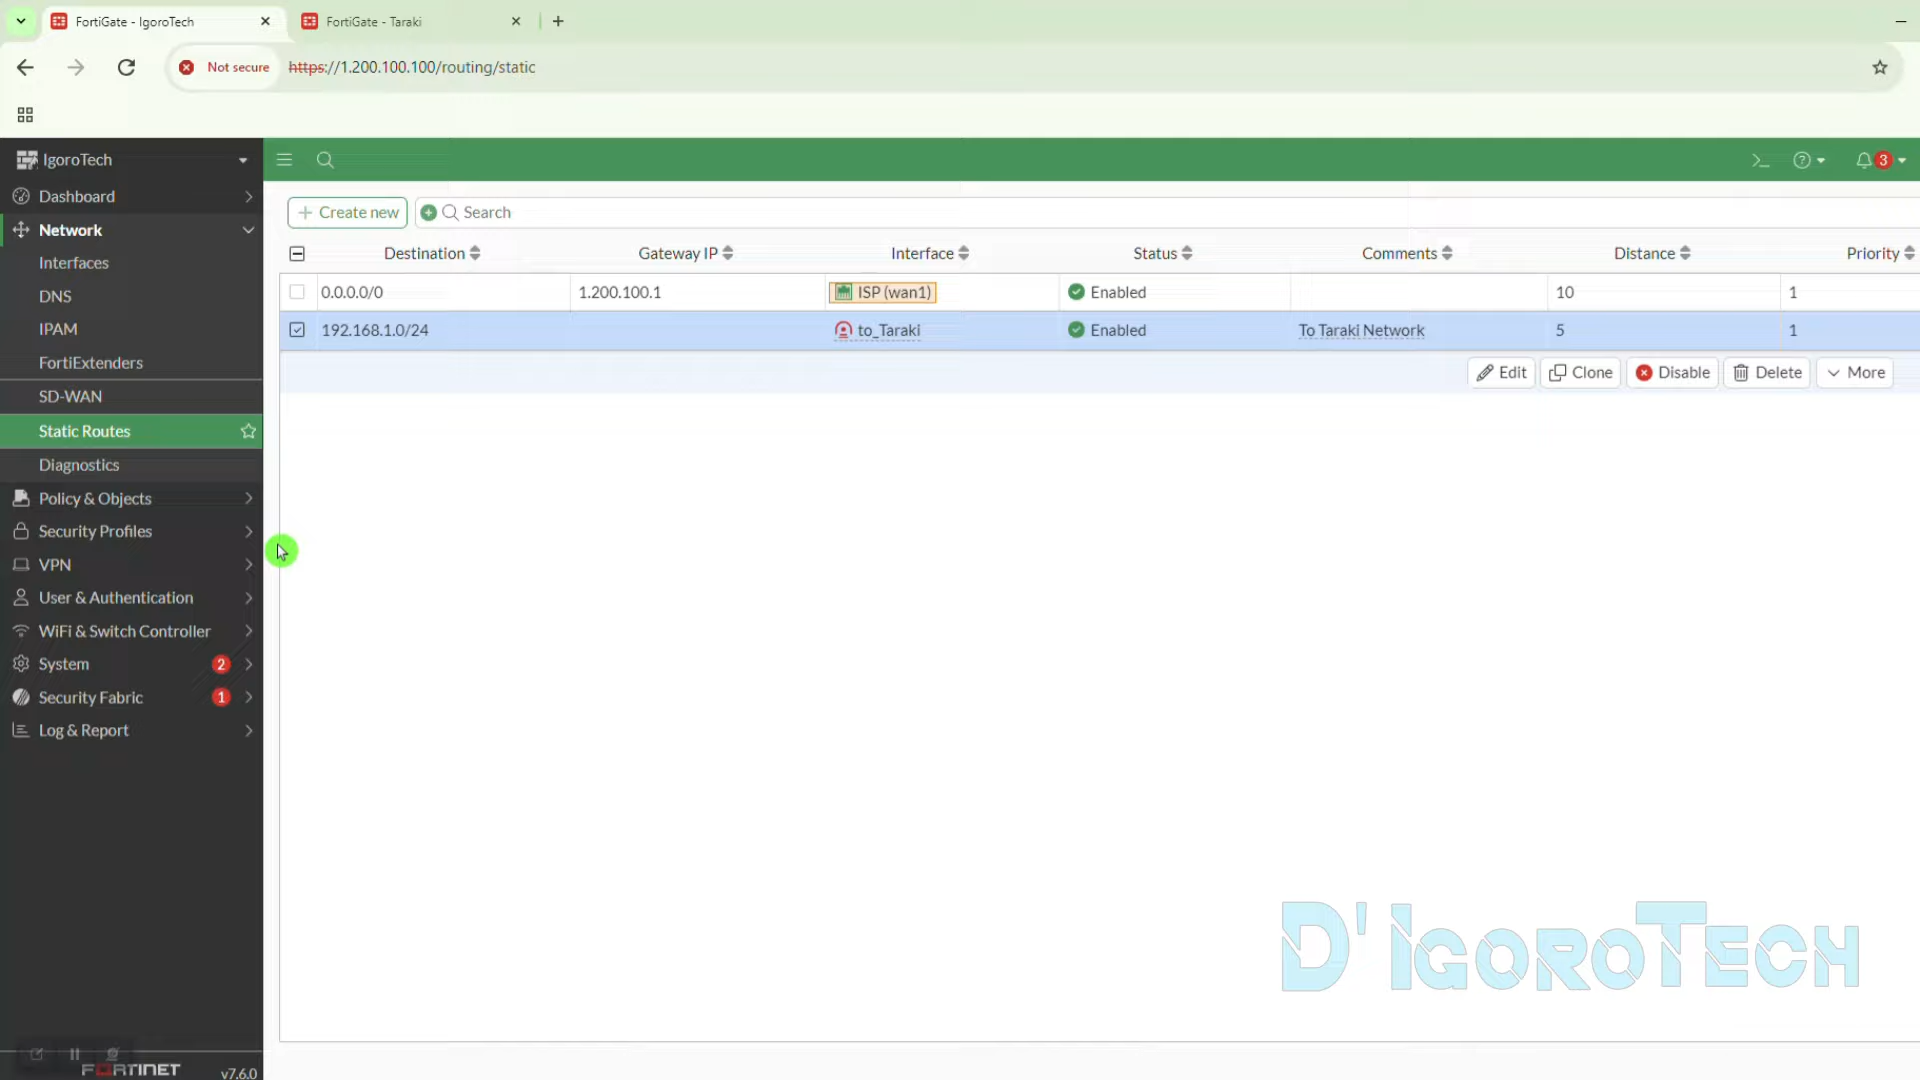 FortiGate - IgoroTech
FortiGate - Taraki
Not secure
https://1.200.100.100/routing/static
IgoroTech
3
Dashboard
Network
Interfaces
DNS
IPAM
FortiExtenders
SD-WAN
Static Routes
Diagnostics
Policy & Objects
Security Profiles
VPN
User & Authentication
WiFi & Switch Controller
System 2
Security Fabric 1
Log & Report
FORTINET v7.6.0
+ Create new
Search
Destination Gateway IP Interface Status Comments Distance Priority
0.0.0.0/0 1.200.100.1 ISP (wan1) Enabled 10 1
192.168.1.0/24 to_Taraki Enabled To Taraki Network 5 1
Edit Clone Disable Delete More
D'IGOROTECH